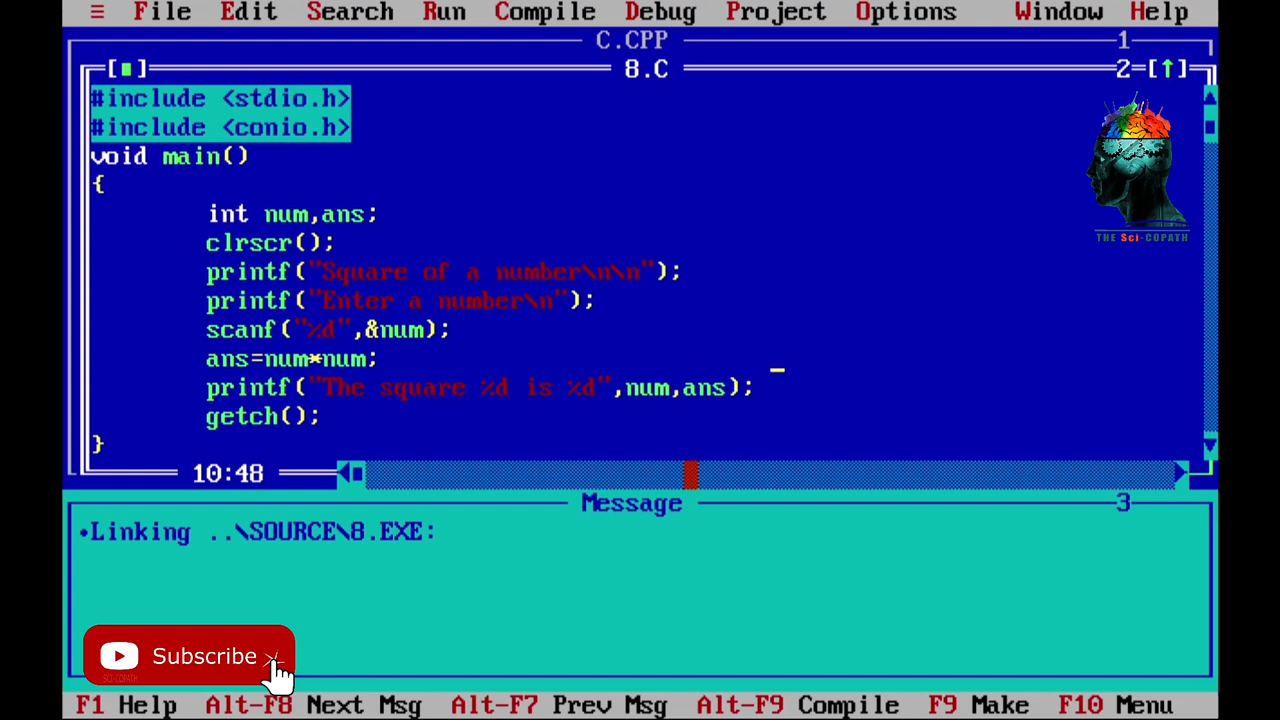 ≡ File Edit Search Run Compile Debug Project Options Window Help
C.CPP 1
[■] 8.C 2=[↑]
#include <stdio.h>
#include <conio.h>
void main()
{
int num,ans;
clrscr();
printf("Square of a number\n\n");
printf("Enter a number\n");
scanf("%d",&num);
ans=num*num;
printf("The square %d is %d",num,ans);
getch();
}
10:48
THE Sci-COPATH
Message 3
•Linking ..\SOURCE\8.EXE:
Subscribe
SCI-COPATH
F1 Help Alt-F8 Next Msg Alt-F7 Prev Msg Alt-F9 Compile F9 Make F10 Menu